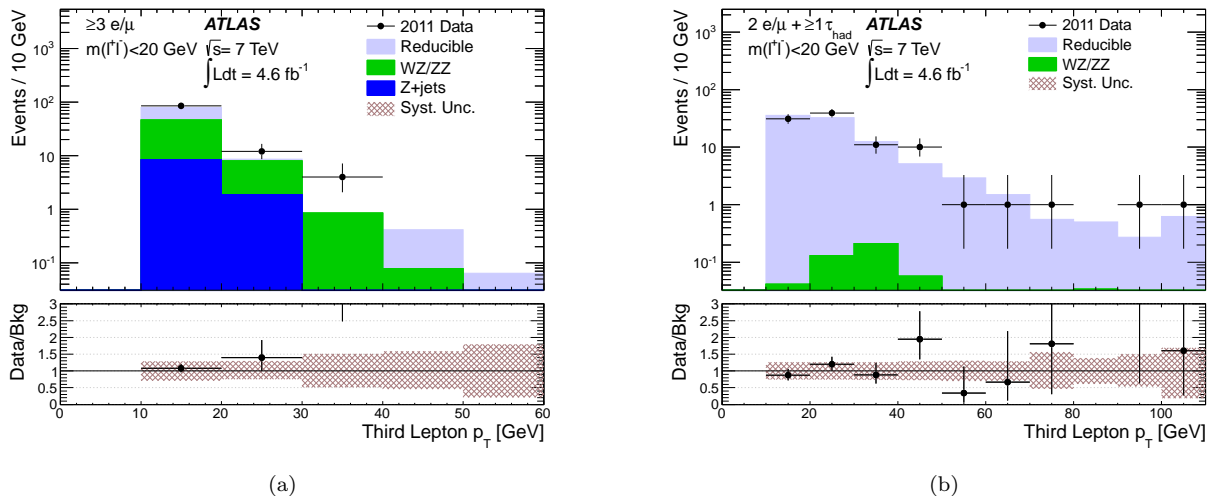 ≥3 e/μ
ATLAS
m(l⁺l⁻)<20 GeV
√s= 7 TeV
∫Ldt = 4.6 fb⁻¹
2011 Data
Reducible
WZ/ZZ
Z+jets
Syst. Unc.
Events / 10 GeV
10³
10²
10
1
10⁻¹
Data/Bkg
3
2.5
2
1.5
1
0.5
0
0 10 20 30 40 50 60
Third Lepton p_T [GeV]
(a)
2 e/μ + ≥1 τ_had
ATLAS
m(l⁺l⁻)<20 GeV
√s= 7 TeV
∫Ldt = 4.6 fb⁻¹
2011 Data
Reducible
WZ/ZZ
Syst. Unc.
Events / 10 GeV
10³
10²
10
1
10⁻¹
Data/Bkg
3
2.5
2
1.5
1
0.5
0
0 20 40 60 80 100
Third Lepton p_T [GeV]
(b)